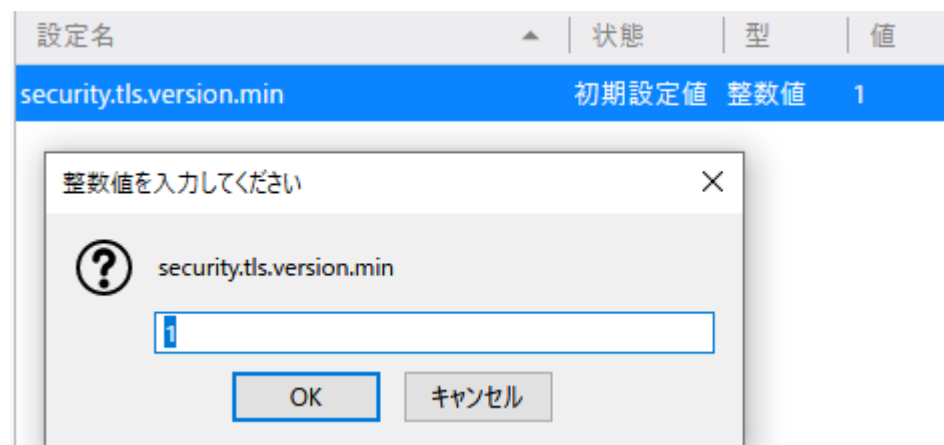 設定名 状態 型 値
security.tls.version.min 初期設定値 整数値 1
整数値を入力してください
security.tls.version.min
1
OK キャンセル